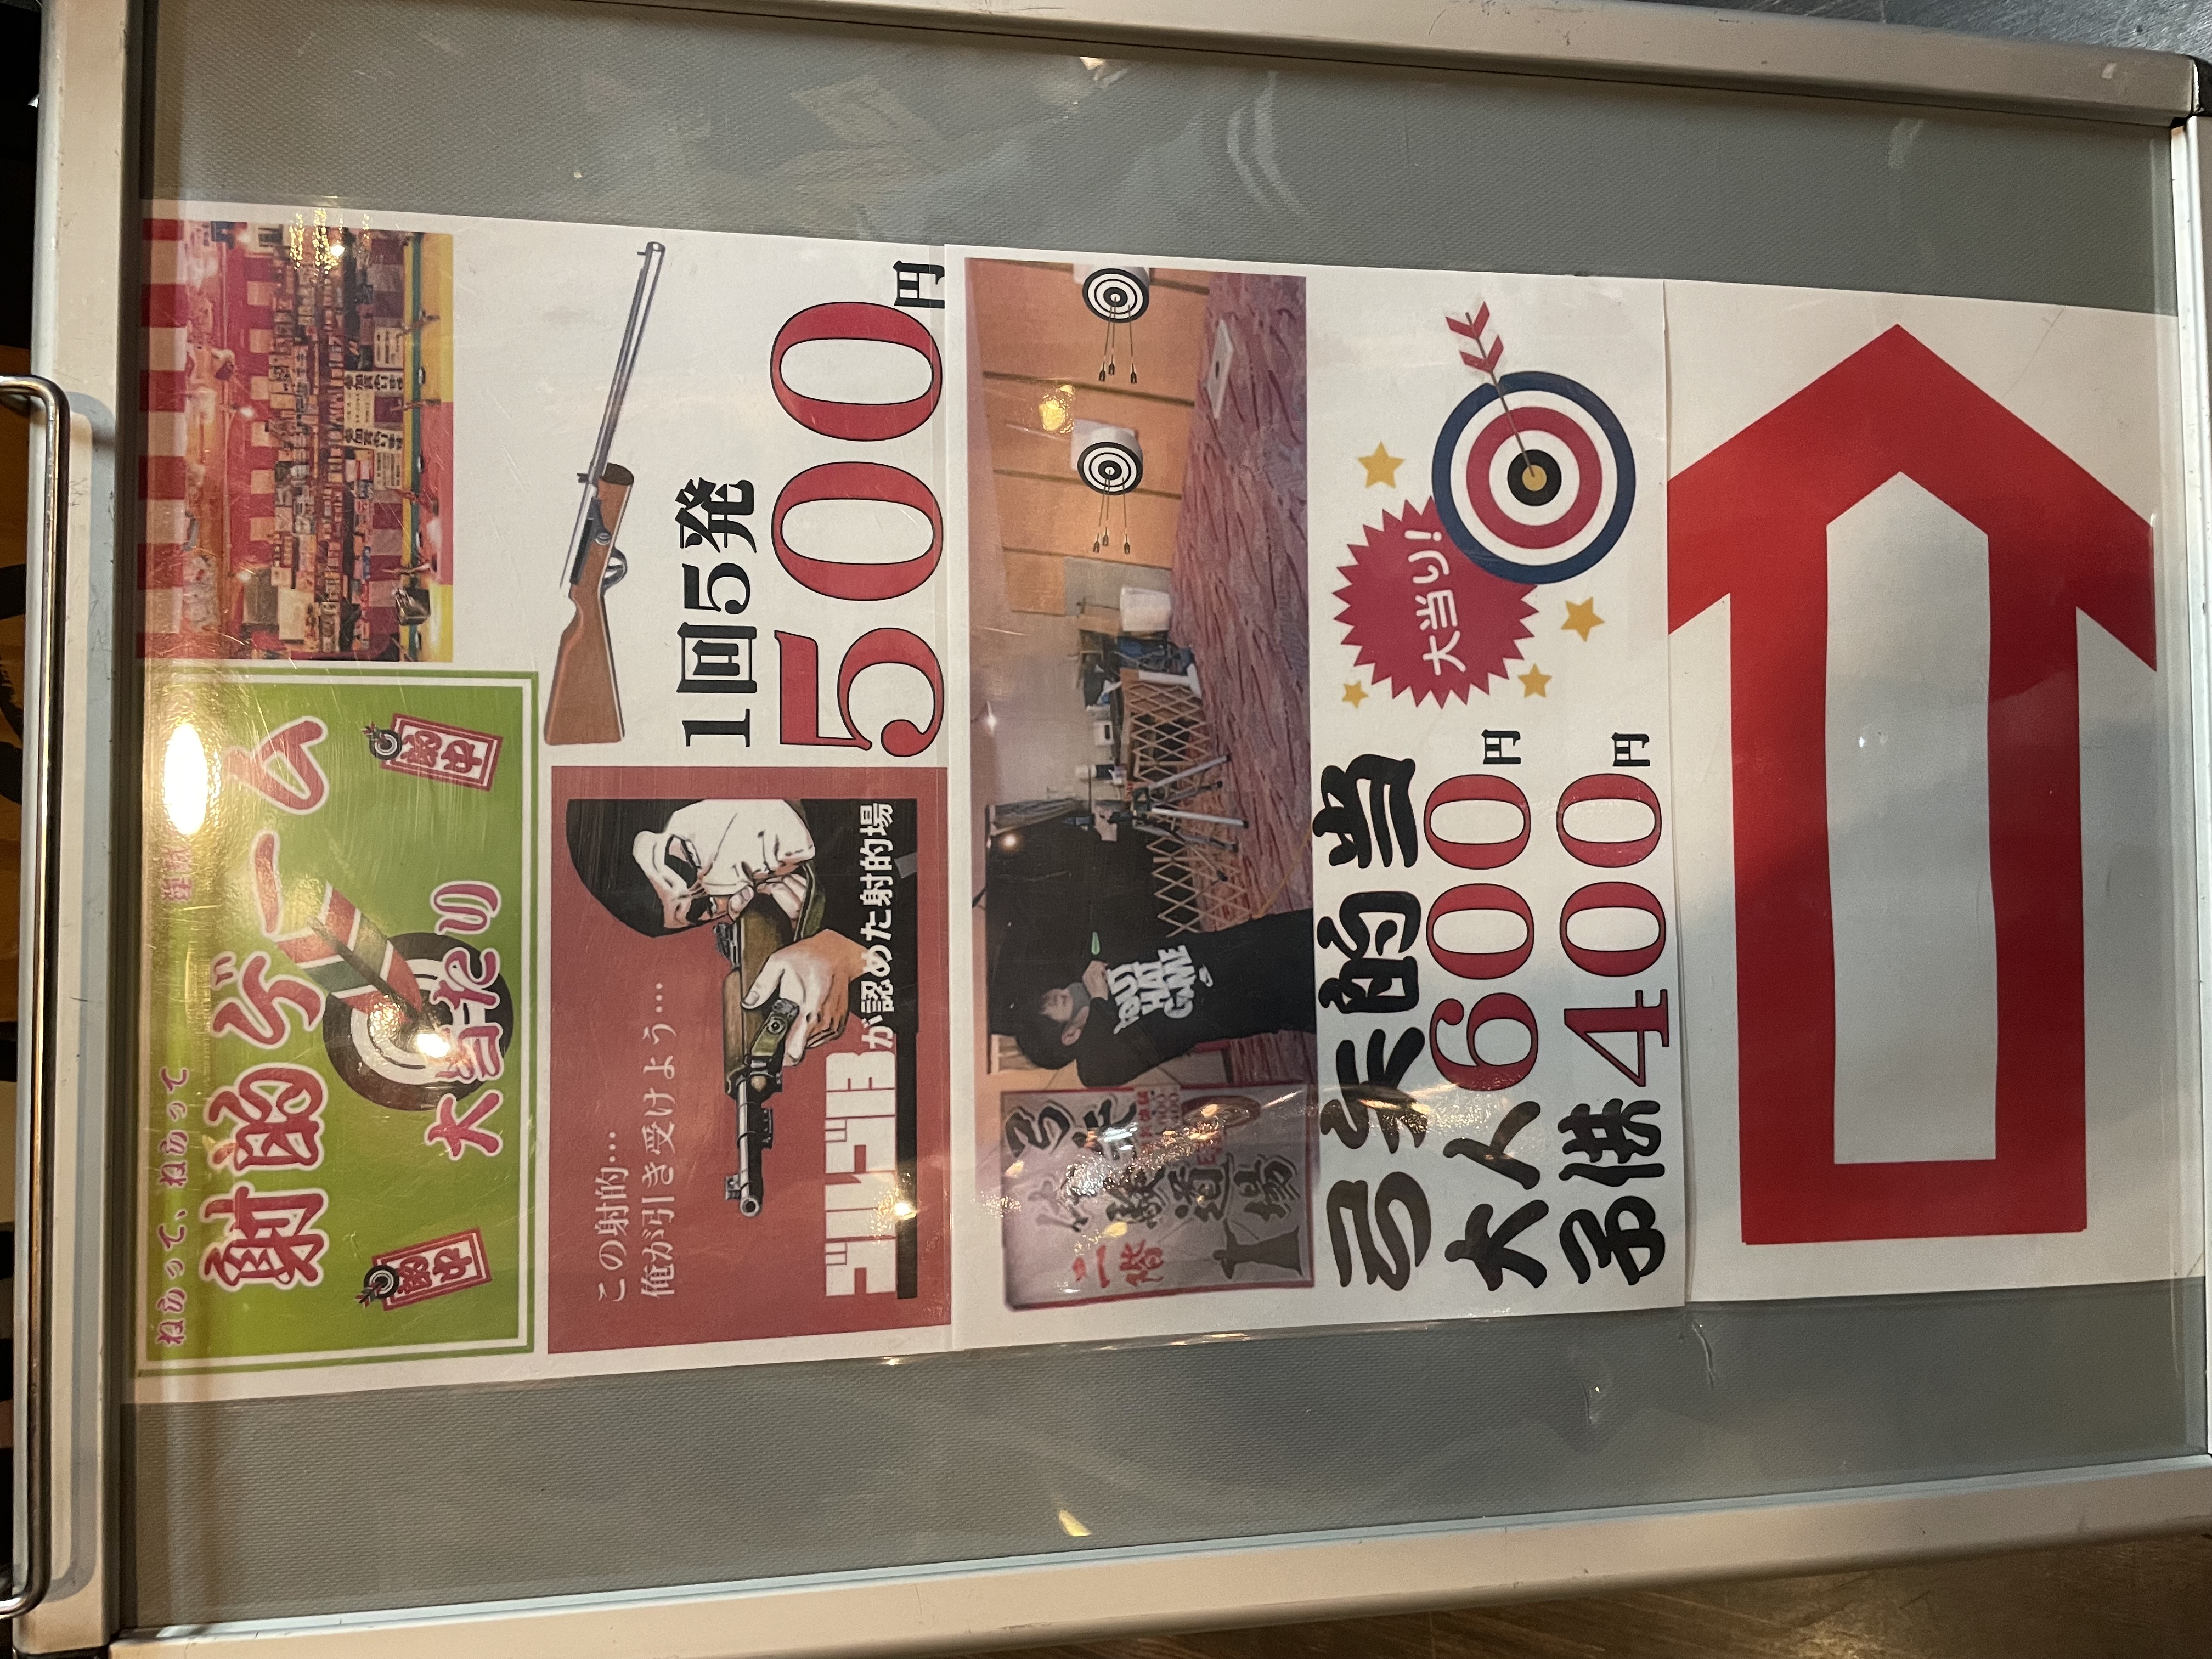 ねらって、ねらって
射的ゲーム
的中
大当たり
的中
この射的…
俺が引き受けよう…
ゴルゴ13が認めた射的場
1回5発
500円
弓矢
体験道場
二階
OUT
HAT
GAME
弓矢的当
大人600円
子供400円
大当り!